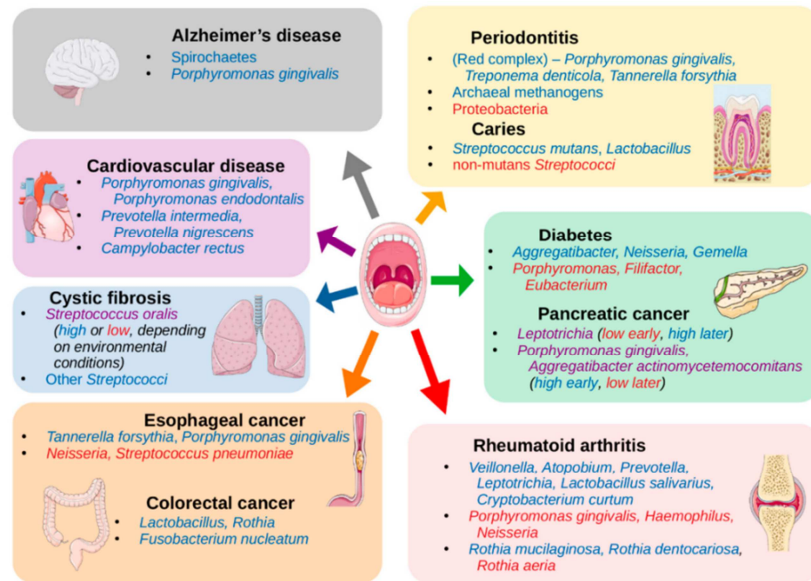 Alzheimer's disease
• Spirochaetes
• Porphyromonas gingivalis
Cardiovascular disease
• Porphyromonas gingivalis,
Porphyromonas endodontalis
• Prevotella intermedia,
Prevotella nigrescens
• Campylobacter rectus
Cystic fibrosis
• Streptococcus oralis
(high or low, depending
on environmental
conditions)
• Other Streptococci
Esophageal cancer
• Tannerella forsythia, Porphyromonas gingivalis
• Neisseria, Streptococcus pneumoniae
Colorectal cancer
• Lactobacillus, Rothia
• Fusobacterium nucleatum
Periodontitis
• (Red complex) – Porphyromonas gingivalis,
Treponema denticola, Tannerella forsythia
• Archaeal methanogens
• Proteobacteria
Caries
• Streptococcus mutans, Lactobacillus
• non-mutans Streptococci
Diabetes
• Aggregatibacter, Neisseria, Gemella
• Porphyromonas, Filifactor,
Eubacterium
Pancreatic cancer
• Leptotrichia (low early, high later)
• Porphyromonas gingivalis,
Aggregatibacter actinomycetemcomitans
(high early, low later)
Rheumatoid arthritis
• Veillonella, Atopobium, Prevotella,
Leptotrichia, Lactobacillus salivarius,
Cryptobacterium curtum
• Porphyromonas gingivalis, Haemophilus,
Neisseria
• Rothia mucilaginosa, Rothia dentocariosa,
Rothia aeria